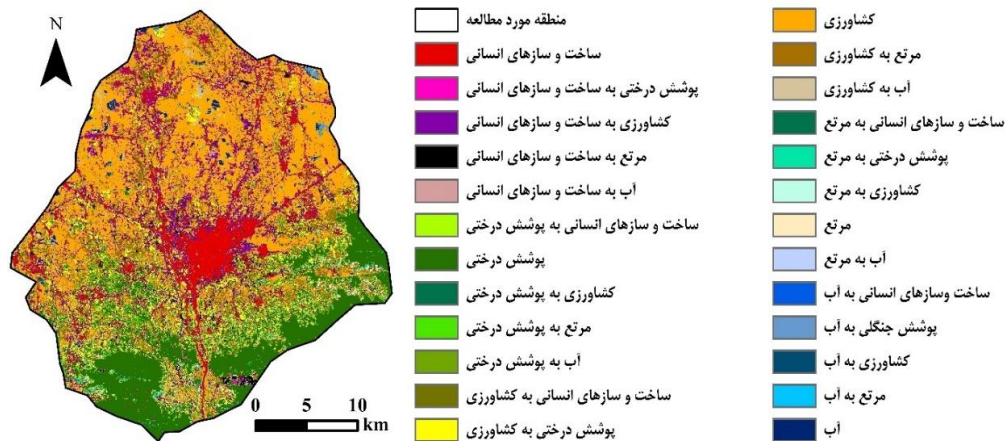 N
0 5 10
km
منطقه مورد مطالعه
ساخت و سازهای انسانی
پوشش درختی به ساخت و سازهای انسانی
کشاورزی به ساخت و سازهای انسانی
مرتع به ساخت و سازهای انسانی
آب به ساخت و سازهای انسانی
ساخت و سازهای انسانی به پوشش درختی
پوشش درختی
کشاورزی به پوشش درختی
مرتع به پوشش درختی
آب به پوشش درختی
ساخت و سازهای انسانی به کشاورزی
پوشش درختی به کشاورزی
کشاورزی
مرتع به کشاورزی
آب به کشاورزی
ساخت و سازهای انسانی به مرتع
پوشش درختی به مرتع
کشاورزی به مرتع
مرتع
آب به مرتع
ساخت وسازهای انسانی به آب
پوشش جنگلی به آب
کشاورزی به آب
مرتع به آب
آب